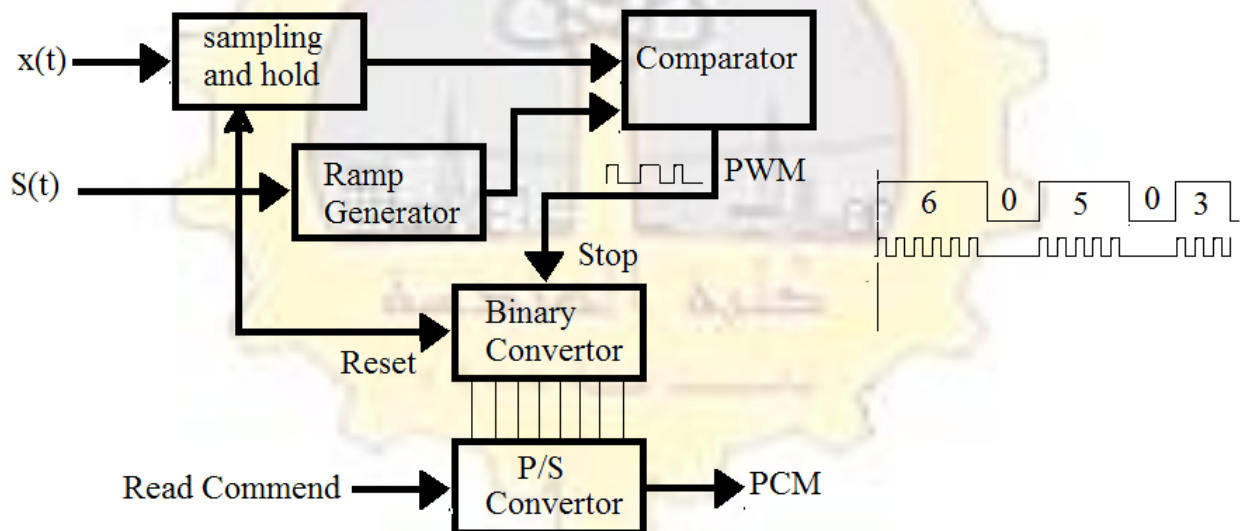 x(t)
sampling
and hold
Comparator
S(t)
Ramp
Generator
PWM
6 0 5 0 3
Stop
Binary
Convertor
Reset
P/S
Convertor
Read Commend
PCM